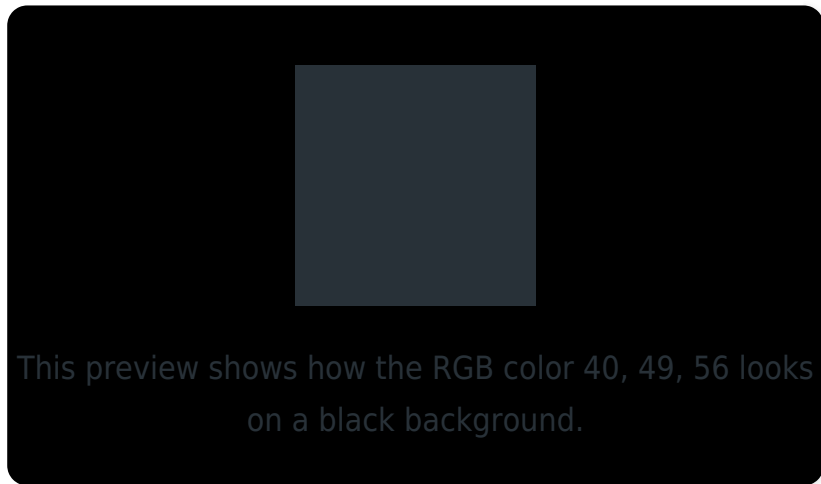 This preview shows how the RGB color 40, 49, 56 looks
on a black background.